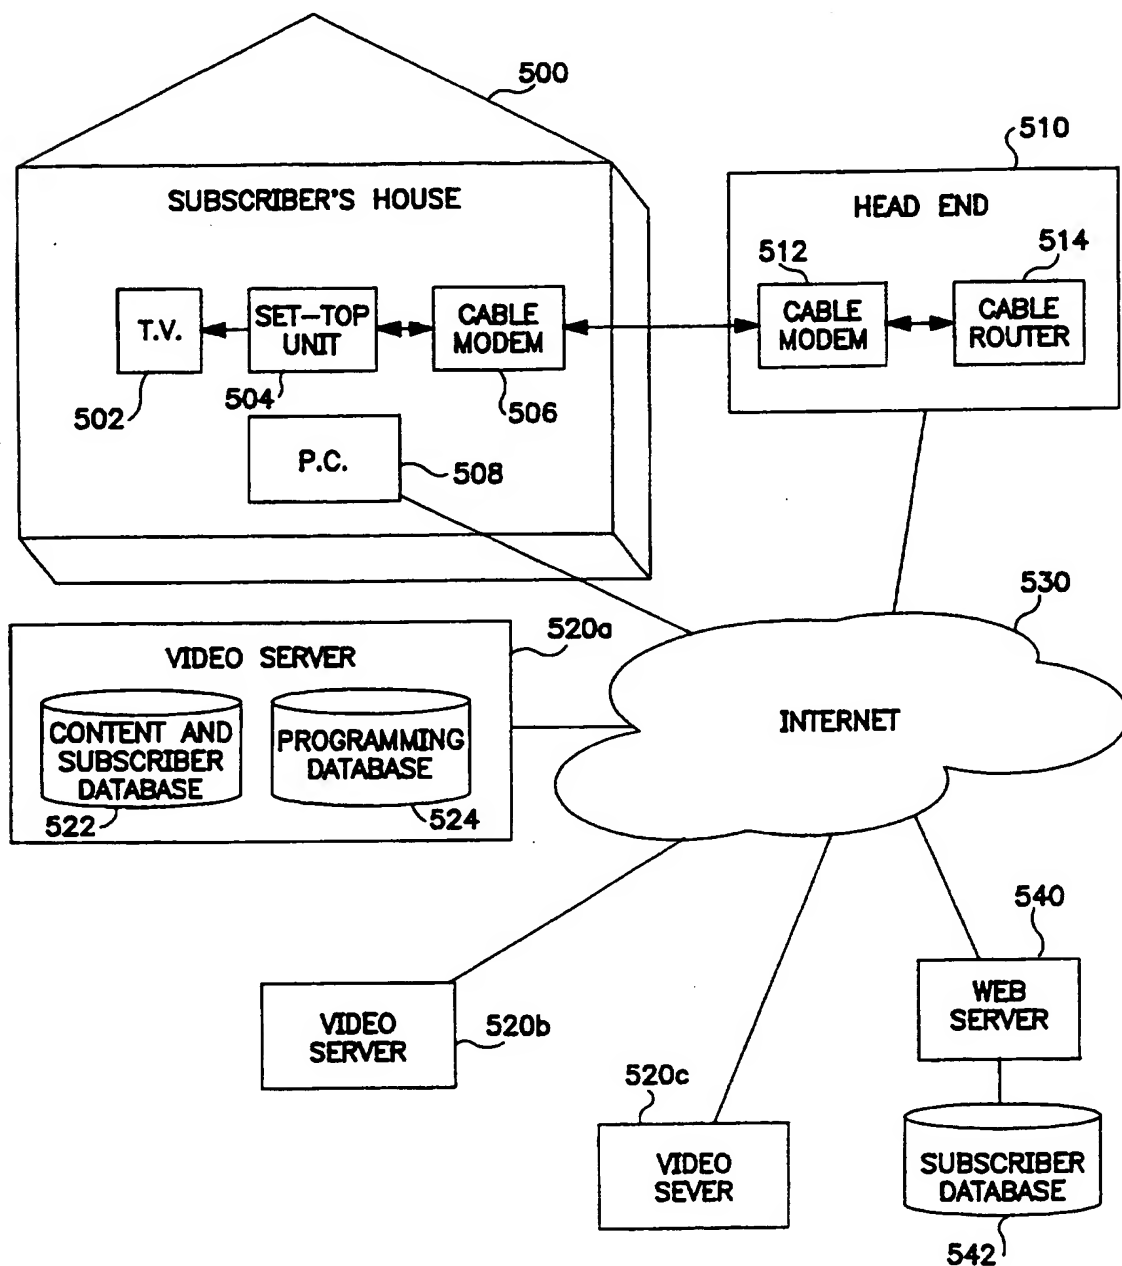 500
510
SUBSCRIBER'S HOUSE
HEAD END
512
514
T.V.
SET-TOP
UNIT
CABLE
MODEM
CABLE
MODEM
CABLE
ROUTER
502
504
506
P.C.
508
530
520a
VIDEO SERVER
CONTENT AND
SUBSCRIBER
DATABASE
PROGRAMMING
DATABASE
INTERNET
522
524
540
VIDEO
SERVER
520b
WEB
SERVER
520c
VIDEO
SEVER
SUBSCRIBER
DATABASE
542